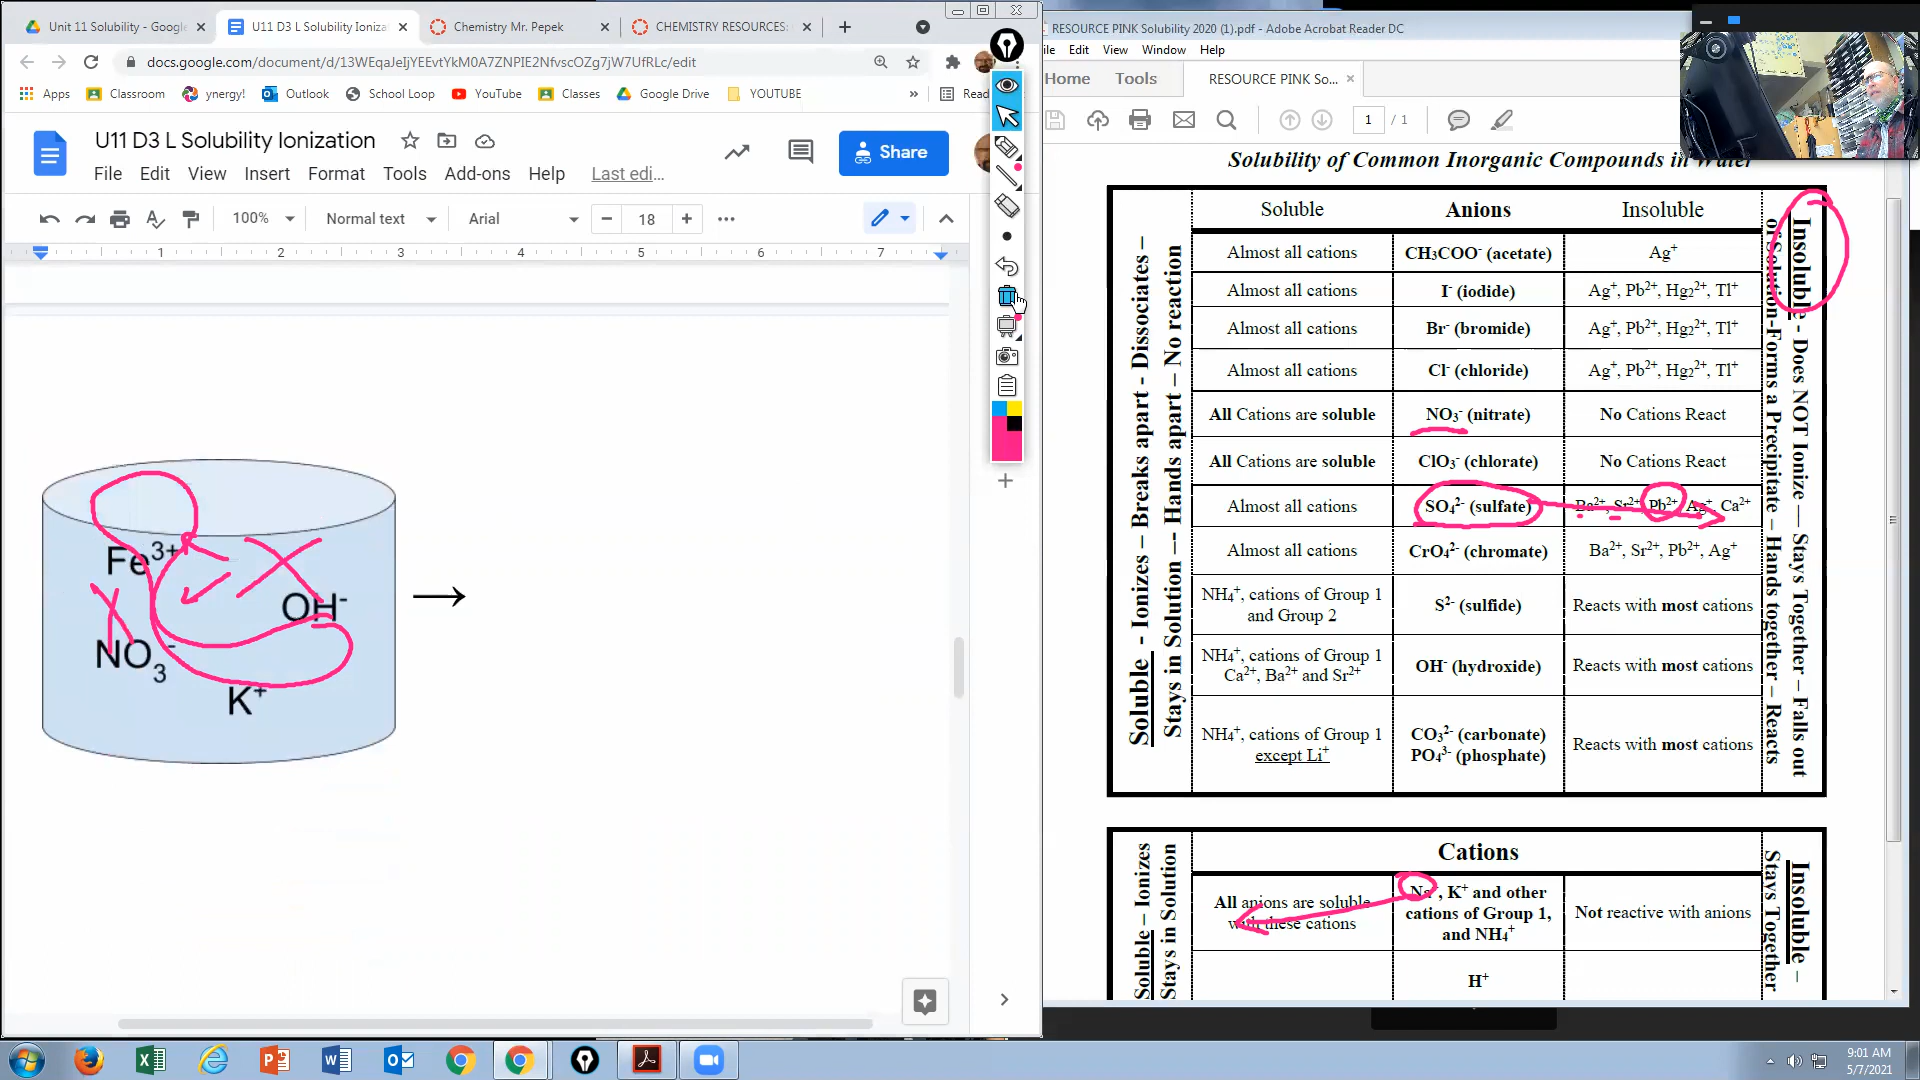 Unit 11 Solubility - Google
U11 D3 L Solubility Ionization
Chemistry Mr. Pepek
CHEMISTRY RESOURCES:
docs.google.com/document/d/13WEqaJeIjYEEvtYkM0A7ZNPIE2NfvscOZg7jW7UfRLc/edit
Apps
Classroom
ynergy!
Outlook
School Loop
YouTube
Classes
Google Drive
YOUTUBE
»
Read
U11 D3 L Solubility Ionization
Share
File Edit View Insert Format Tools Add-ons Help Last edi...
100% Normal text Arial 18
1 2 3 4 5 6 7
Fe³⁺
OH⁻
NO₃⁻
K⁺
→
RESOURCE PINK Solubility 2020 (1).pdf - Adobe Acrobat Reader DC
ile Edit View Window Help
Home Tools RESOURCE PINK So... ×
1 / 1
Solubility of Common Inorganic Compounds in Water
Soluble Anions Insoluble
Almost all cations CH₃COO⁻ (acetate) Ag⁺
Almost all cations I⁻ (iodide) Ag⁺, Pb²⁺, Hg₂²⁺, Tl⁺
Almost all cations Br⁻ (bromide) Ag⁺, Pb²⁺, Hg₂²⁺, Tl⁺
Almost all cations Cl⁻ (chloride) Ag⁺, Pb²⁺, Hg₂²⁺, Tl⁺
All Cations are soluble NO₃⁻ (nitrate) No Cations React
All Cations are soluble ClO₃⁻ (chlorate) No Cations React
Almost all cations SO₄²⁻ (sulfate) Ba²⁺, Sr²⁺, Pb²⁺, Ag⁺, Ca²⁺
Almost all cations CrO₄²⁻ (chromate) Ba²⁺, Sr²⁺, Pb²⁺, Ag⁺
NH₄⁺, cations of Group 1
and Group 2
S²⁻ (sulfide)
Reacts with most cations
NH₄⁺, cations of Group 1
Ca²⁺, Ba²⁺ and Sr²⁺
OH⁻ (hydroxide)
Reacts with most cations
NH₄⁺, cations of Group 1
except Li⁺
CO₃²⁻ (carbonate)
PO₄³⁻ (phosphate)
Reacts with most cations
Soluble - Ionizes – Breaks apart - Dissociates –
Stays in Solution –- Hands apart – No reaction
Insoluble - Does NOT Ionize — Stays Together – Falls out
of Solution-Forms a Precipitate – Hands together – Reacts
Cations
All anions are soluble
with these cations
Na⁺, K⁺ and other
cations of Group 1,
and NH₄⁺
Not reactive with anions
H⁺
Soluble – Ionizes
Stays in Solution
Insoluble –
Stays Together
9:01 AM
5/7/2021